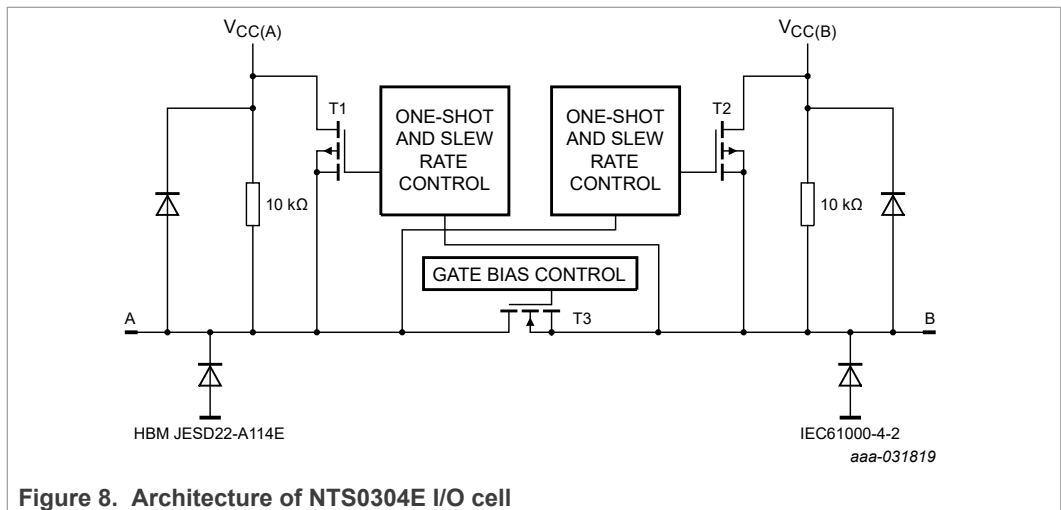 VCC(A)
VCC(B)
T1
ONE-SHOT
AND SLEW
RATE
CONTROL
ONE-SHOT
AND SLEW
RATE
CONTROL
T2
10 kΩ
10 kΩ
GATE BIAS CONTROL
A
T3
B
HBM JESD22-A114E
IEC61000-4-2
aaa-031819
Figure 8. Architecture of NTS0304E I/O cell